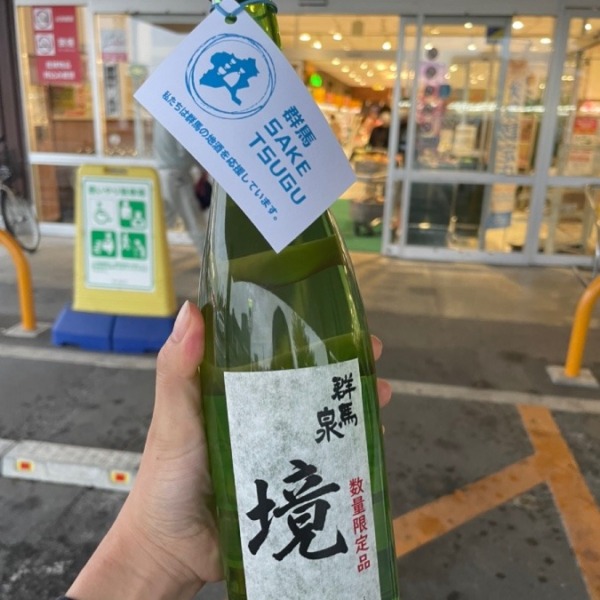 群馬
SAKE
TSUGU
私たちは群馬の地酒を応援しています。
群馬
泉
境
数量限定品